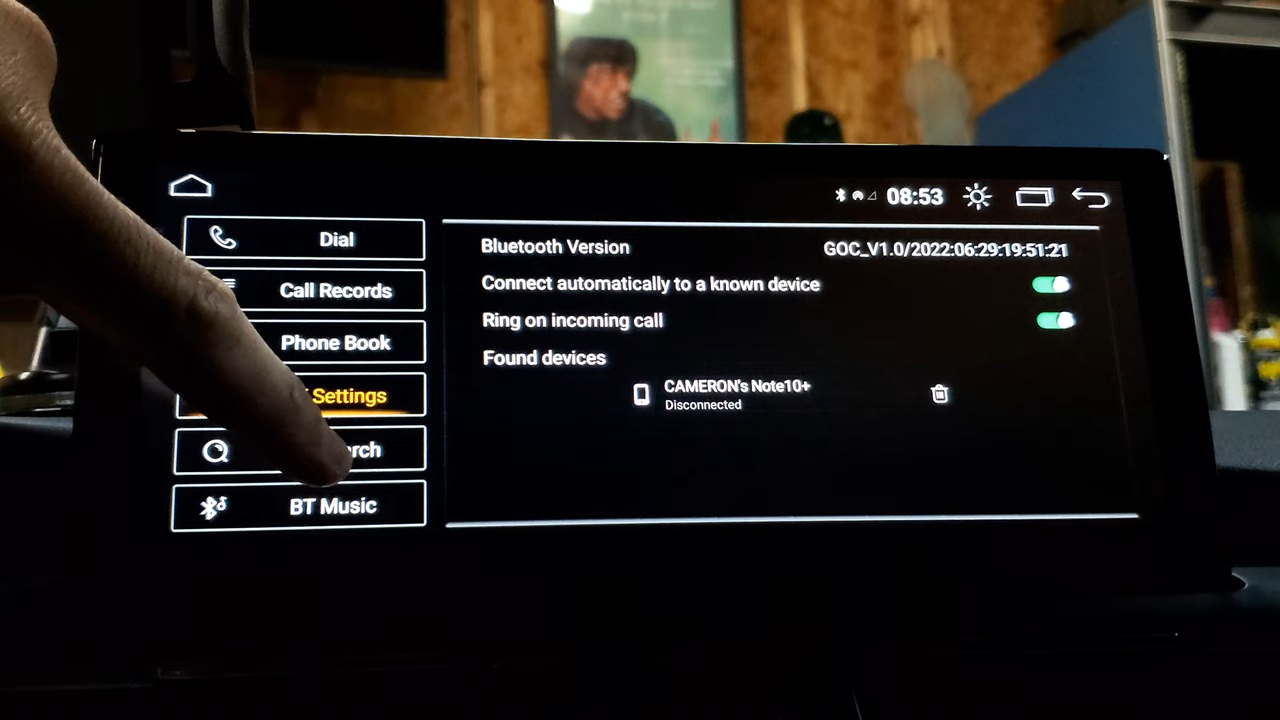 08:53
Dial
Call Records
Phone Book
Settings
BT Music
Bluetooth Version GOC_V1.0/2022:06:29:19:51:21
Connect automatically to a known device
Ring on incoming call
Found devices
CAMERON's Note10+
Disconnected